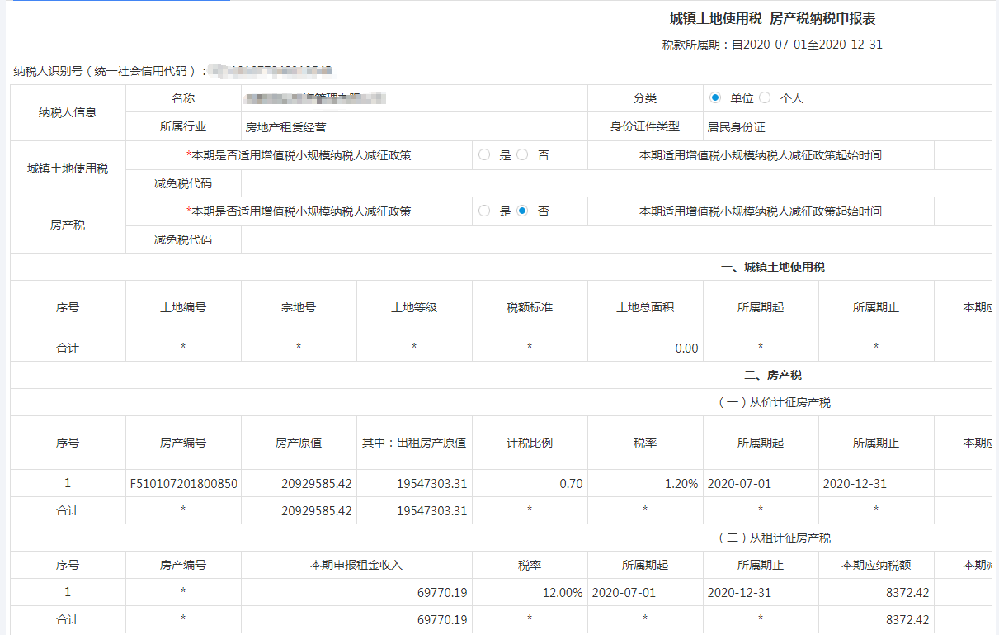 城镇土地使用税 房产税纳税申报表
税款所属期：自2020-07-01至2020-12-31
纳税人识别号（统一社会信用代码）：
纳税人信息 名称 分类 单位 个人
所属行业 房地产租赁经营 身份证件类型 居民身份证
城镇土地使用税 *本期是否适用增值税小规模纳税人减征政策 是 否 本期适用增值税小规模纳税人减征政策起始时间
减免税代码
房产税 *本期是否适用增值税小规模纳税人减征政策 是 否 本期适用增值税小规模纳税人减征政策起始时间
减免税代码
一、城镇土地使用税
序号 土地编号 宗地号 土地等级 税额标准 土地总面积 所属期起 所属期止 本期
合计 * * * * 0.00 * *
二、房产税
（一）从价计征房产税
序号 房产编号 房产原值 其中：出租房产原值 计税比例 税率 所属期起 所属期止 本期
1 F510107201800850 20929585.42 19547303.31 0.70 1.20% 2020-07-01 2020-12-31
合计 * 20929585.42 19547303.31 * * * *
（二）从租计征房产税
序号 房产编号 本期申报租金收入 税率 所属期起 所属期止 本期应纳税额 本期
1 * 69770.19 12.00% 2020-07-01 2020-12-31 8372.42
合计 * 69770.19 * * * 8372.42